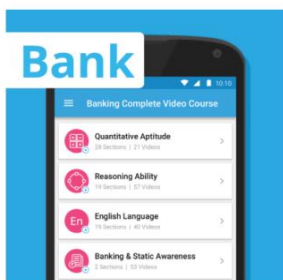 Bank
10:10
Banking Complete Video Course
Quantitative Aptitude
28 Sections | 21 Videos
Reasoning Ability
19 Sections | 57 Videos
En
English Language
19 Sections | 40 Videos
Banking & Static Awareness
2 Sections | 53 Videos